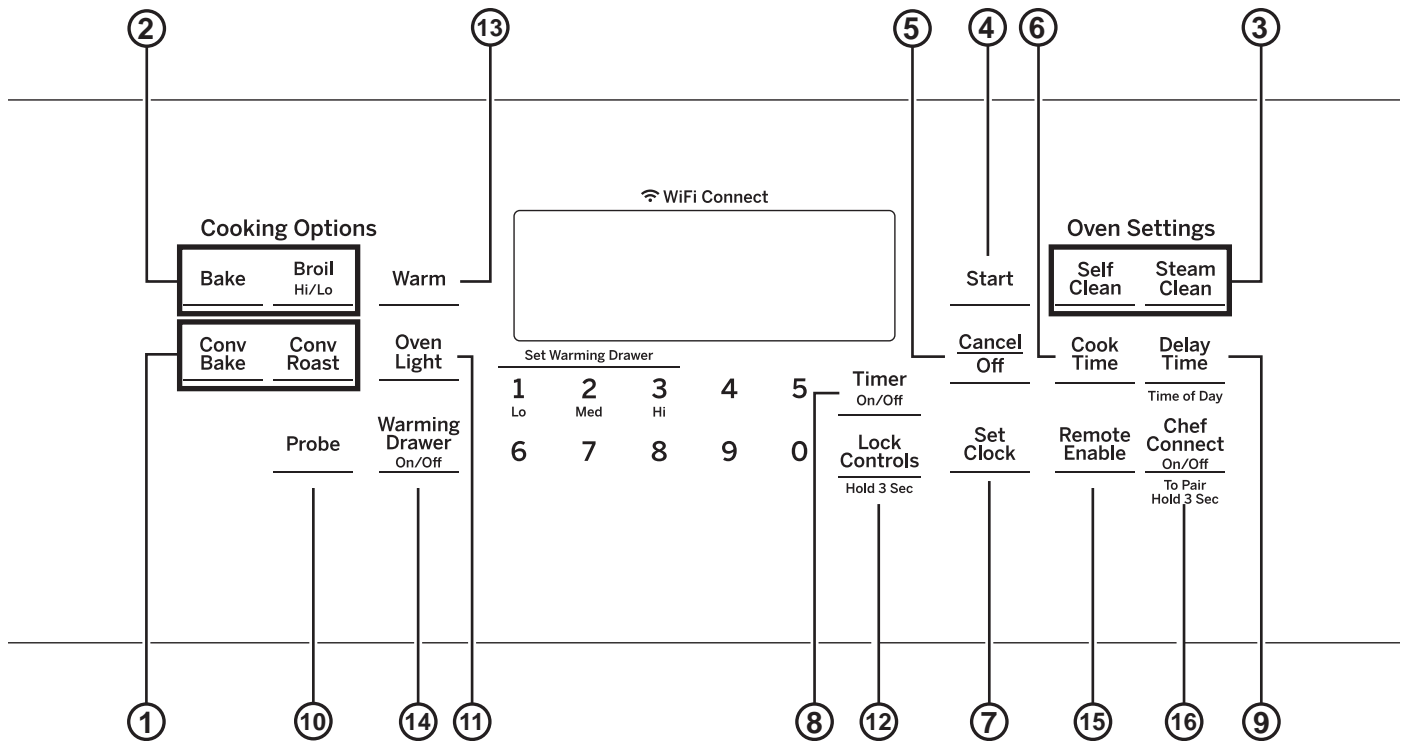 2
13
5
4
6
3
WiFi Connect
Cooking Options
Oven Settings
Bake
Broil
Hi/Lo
Warm
Start
Self
Clean
Steam
Clean
Conv
Bake
Conv
Roast
Oven
Light
Set Warming Drawer
1
Lo
2
Med
3
Hi
4
5
Timer
On/Off
Cancel
Off
Cook
Time
Delay
Time
Time of Day
Probe
Warming
Drawer
On/Off
6
7
8
9
0
Lock
Controls
Hold 3 Sec
Set
Clock
Remote
Enable
Chef
Connect
On/Off
To Pair
Hold 3 Sec
1
10
14
11
8
12
7
15
16
9